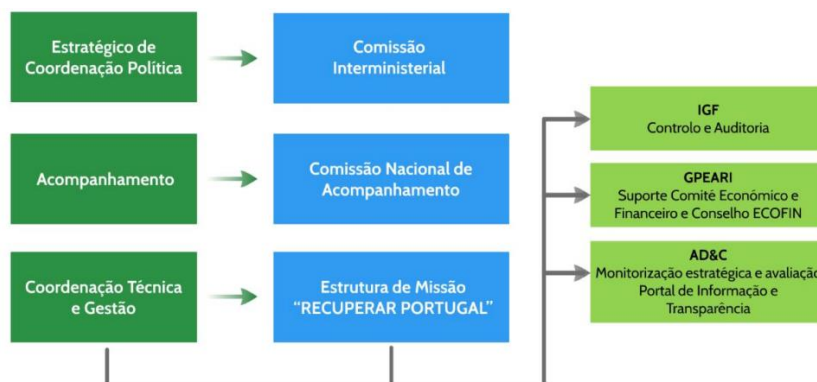 Estratégico de
Coordenação Política
Comissão
Interministerial
Acompanhamento
Comissão Nacional de
Acompanhamento
Coordenação Técnica
e Gestão
Estrutura de Missão
“RECUPERAR PORTUGAL”
IGF
Controlo e Auditoria
GPEARI
Suporte Comité Económico e
Financeiro e Conselho ECOFIN
AD&C
Monitorização estratégica e avaliação
Portal de Informação e
Transparência